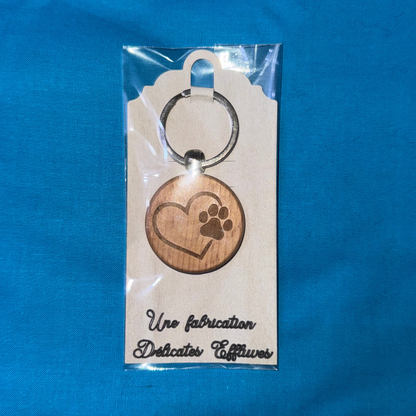 Une fabrication
Délicates Effluves